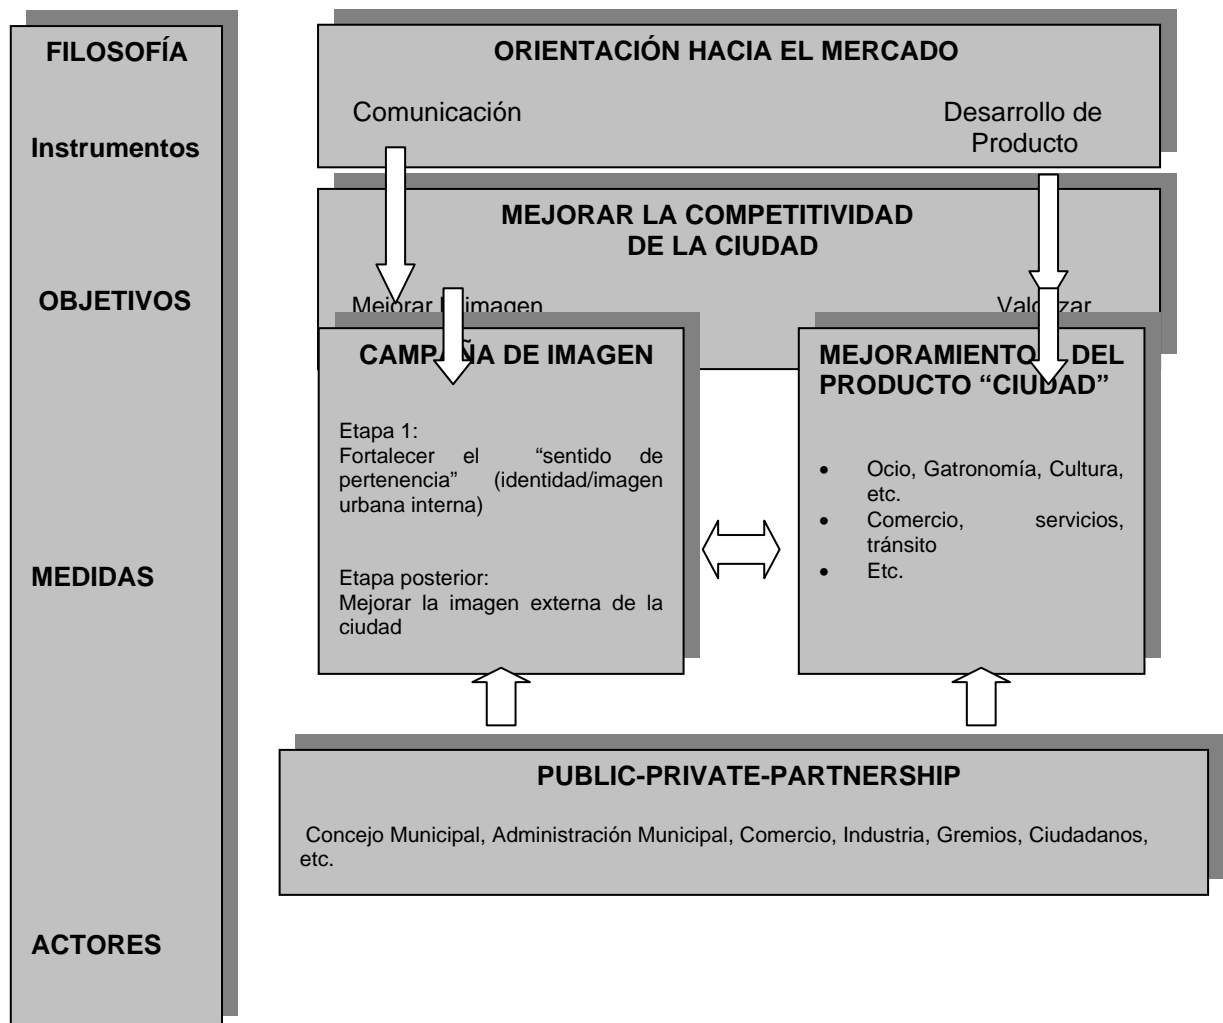 FILOSOFÍA
Instrumentos
OBJETIVOS
MEDIDAS
ACTORES
ORIENTACIÓN HACIA EL MERCADO
Comunicación
Desarrollo de
Producto
MEJORAR LA COMPETITIVIDAD
DE LA CIUDAD
Mejorar imagen
CAMPAÑA DE IMAGEN
Etapa 1:
Fortalecer el “sentido de
pertenencia” (identidad/imagen
urbana interna)
Etapa posterior:
Mejorar la imagen externa de la
ciudad
MEJORAMIENTO DEL
PRODUCTO “CIUDAD”
• Ocio, Gatronomía, Cultura,
etc.
• Comercio, servicios,
tránsito
• Etc.
PUBLIC-PRIVATE-PARTNERSHIP
Concejo Municipal, Administración Municipal, Comercio, Industria, Gremios, Ciudadanos,
etc.